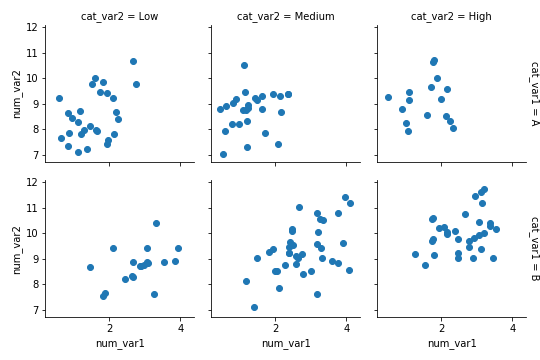 cat_var2 = Low
cat_var2 = Medium
cat_var2 = High
12
11
10
9
8
7
num_var2
cat_var1 = A
12
11
10
9
8
7
num_var2
cat_var1 = B
2 4
2 4
2 4
num_var1
num_var1
num_var1